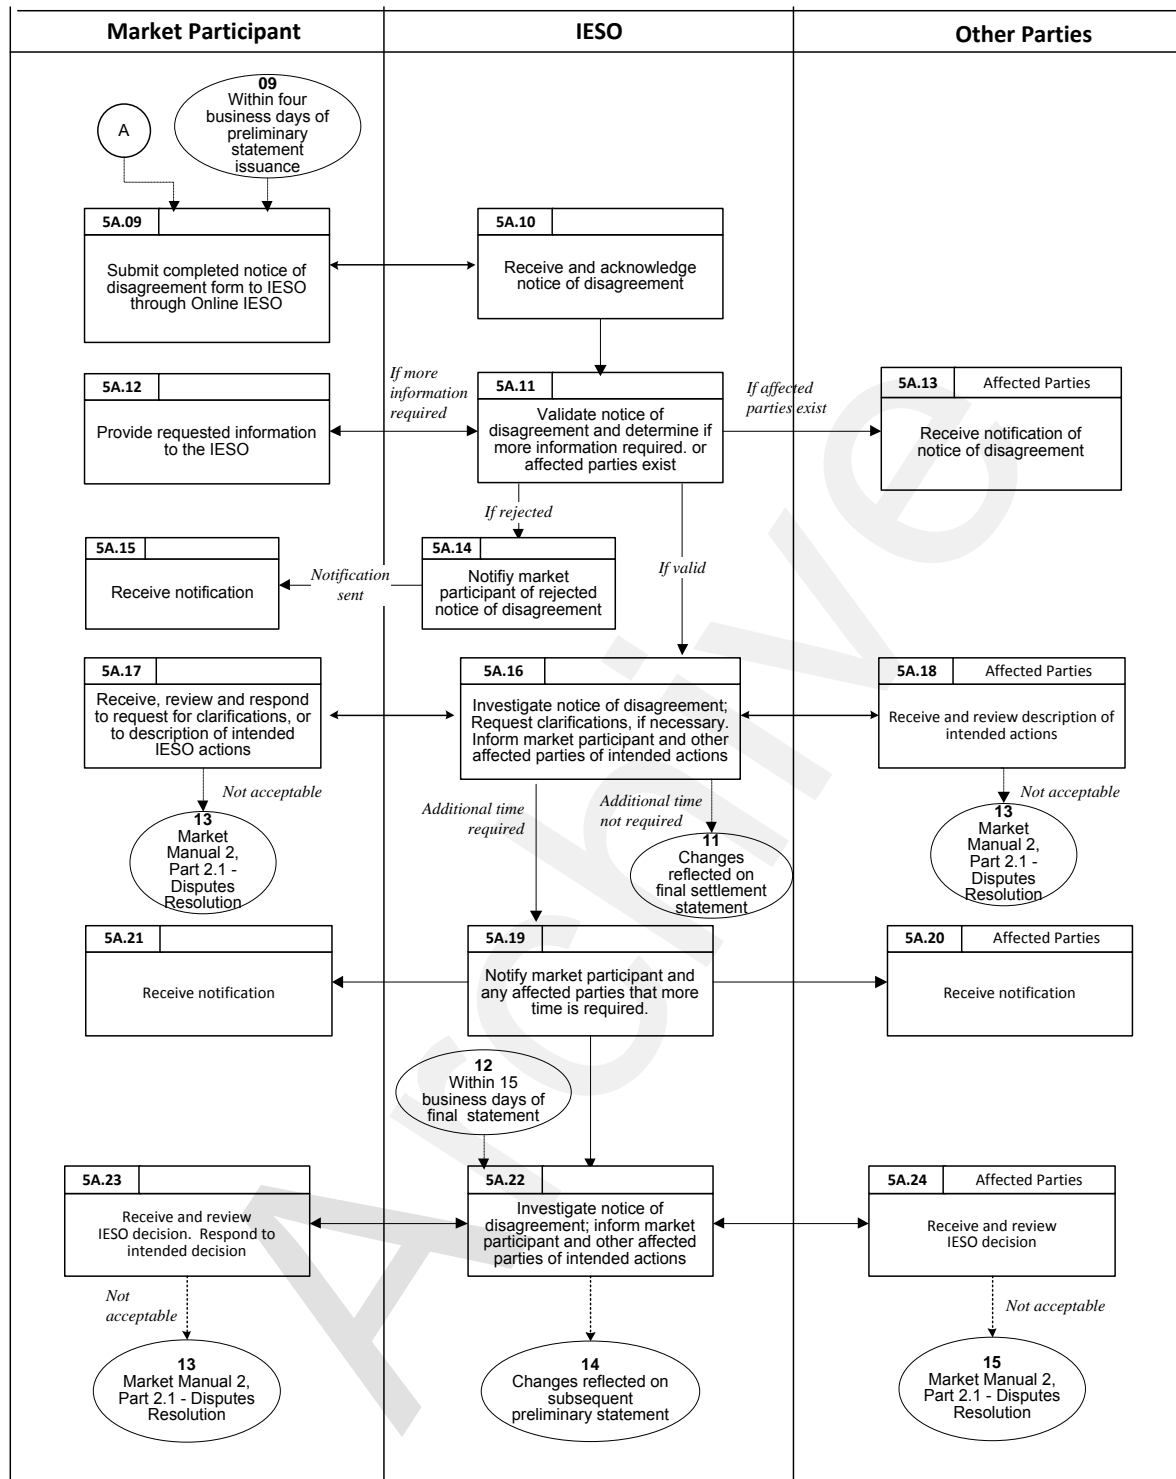 Market Participant
IESO
Other Parties
A
09
Within four
business days of
preliminary
statement
issuance
5A.09
Submit completed notice of
disagreement form to IESO
through Online IESO
5A.10
Receive and acknowledge
notice of disagreement
5A.12
Provide requested information
to the IESO
If more
information
required
5A.11
Validate notice of
disagreement and determine if
more information required. or
affected parties exist
If affected
parties exist
5A.13
Affected Parties
Receive notification of
notice of disagreement
If rejected
If valid
5A.15
Receive notification
Notification
sent
5A.14
Notifiy market
participant of rejected
notice of disagreement
5A.17
Receive, review and respond
to request for clarifications, or
to description of intended
IESO actions
5A.16
Investigate notice of disagreement;
Request clarifications, if necessary.
Inform market participant and other
affected parties of intended actions
5A.18
Affected Parties
Receive and review description of
intended actions
Not acceptable
13
Market
Manual 2,
Part 2.1 -
Disputes
Resolution
Additional time
required
Additional time
not required
11
Changes
reflected on
final settlement
statement
Not acceptable
13
Market
Manual 2,
Part 2.1 -
Disputes
Resolution
5A.21
Receive notification
5A.19
Notify market participant and
any affected parties that more
time is required.
5A.20
Affected Parties
Receive notification
12
Within 15
business days of
final statement
5A.23
Receive and review
IESO decision. Respond to
intended decision
5A.22
Investigate notice of
disagreement; inform market
participant and other affected
parties of intended actions
5A.24
Affected Parties
Receive and review
IESO decision
Not
acceptable
13
Market Manual 2,
Part 2.1 - Disputes
Resolution
14
Changes reflected on
subsequent
preliminary statement
Not acceptable
15
Market Manual 2,
Part 2.1 - Disputes
Resolution
Archive